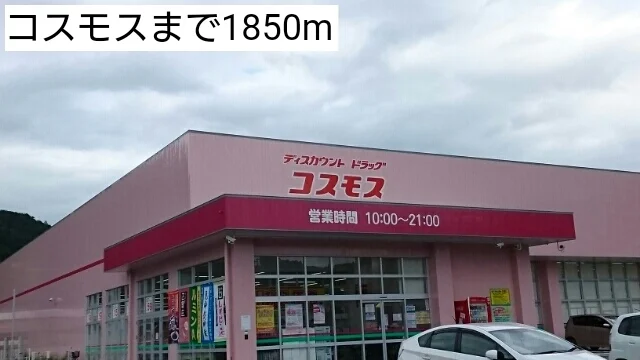 コスモスまで1850m
ディスカウント ドラッグ
コスモス
営業時間 10:00～21:00